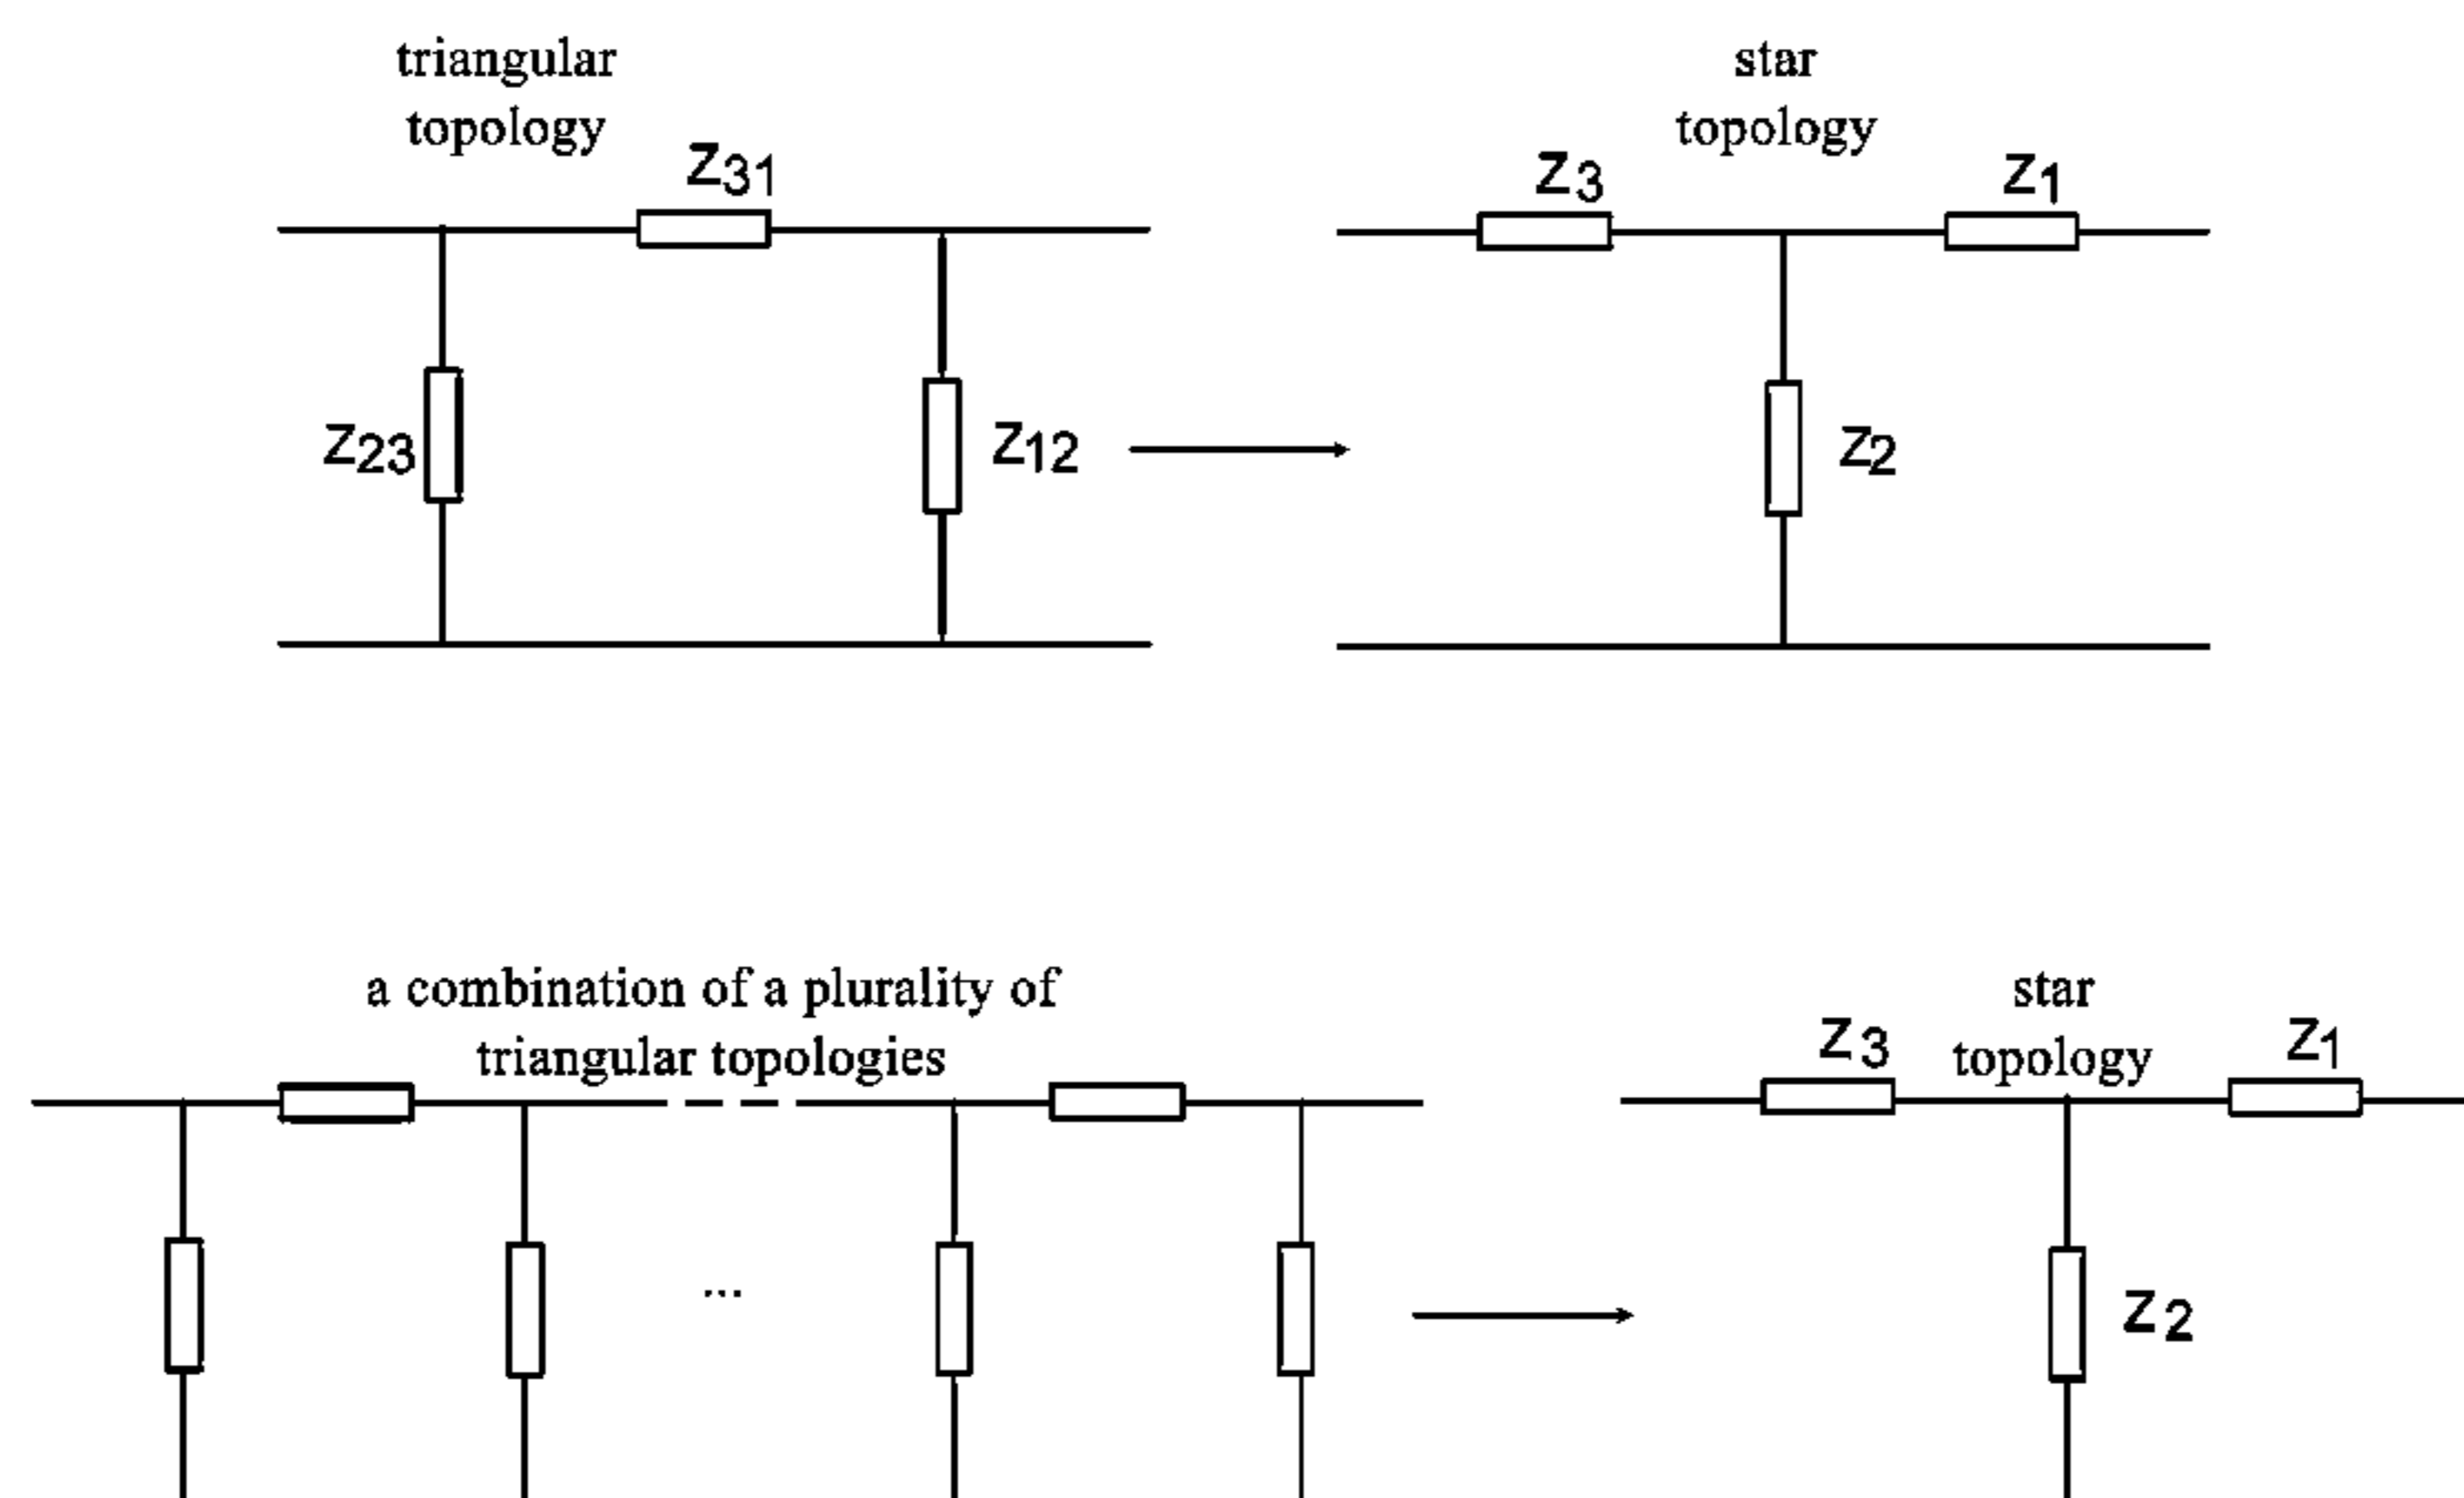 triangular
topology
Z31
Z23
Z12
star
topology
Z3
Z1
Z2
a combination of a plurality of
triangular topologies
...
star
topology
Z3
Z1
Z2